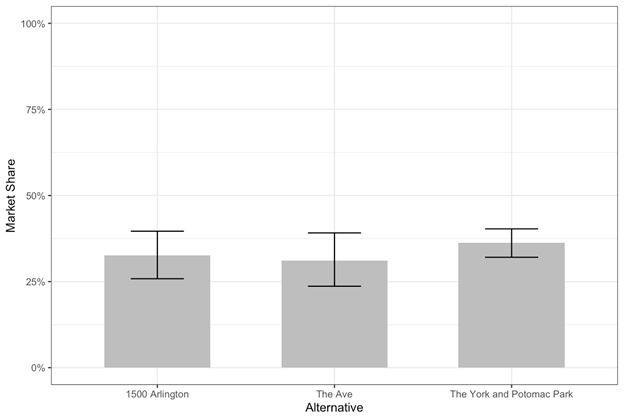 100%
75%
50%
25%
0%
Market Share
1500 Arlington
The Ave
The York and Potomac Park
Alternative